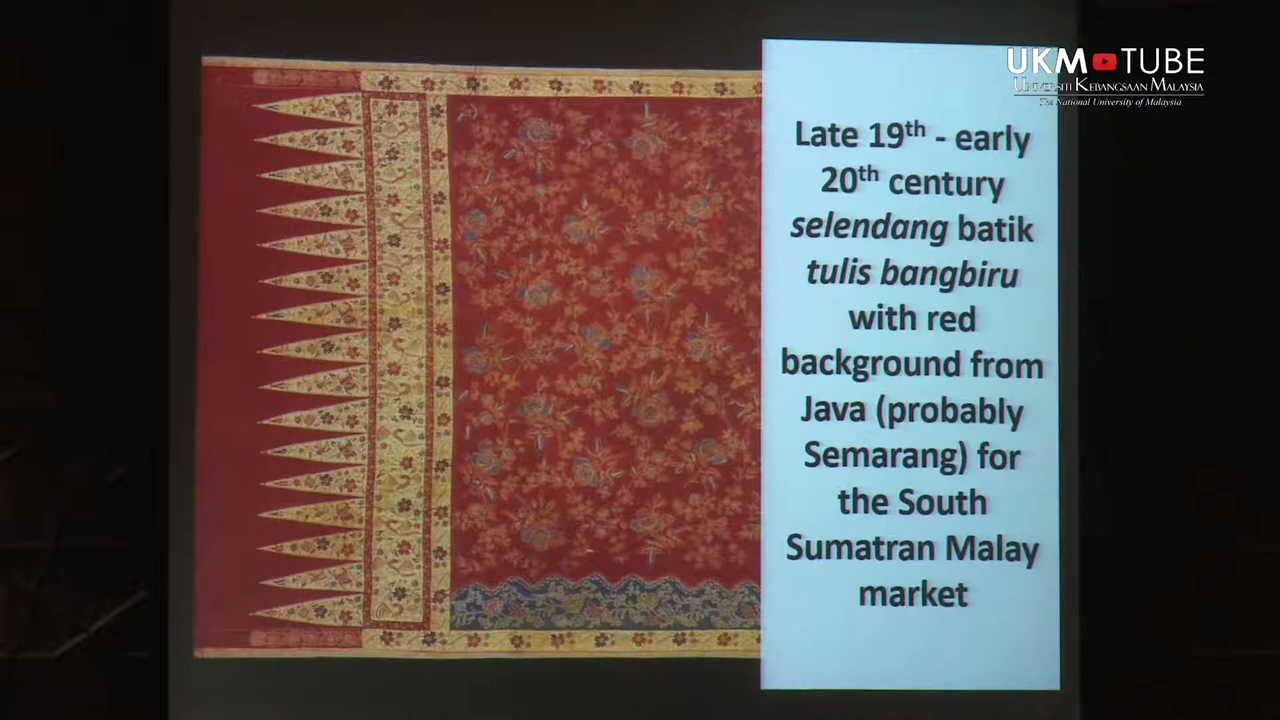 UKM TUBE
UNIVERSITI KEBANGSAAN MALAYSIA
The National University of Malaysia
Late 19th - early
20th century
selendang batik
tulis bangbiru
with red
background from
Java (probably
Semarang) for
the South
Sumatran Malay
market